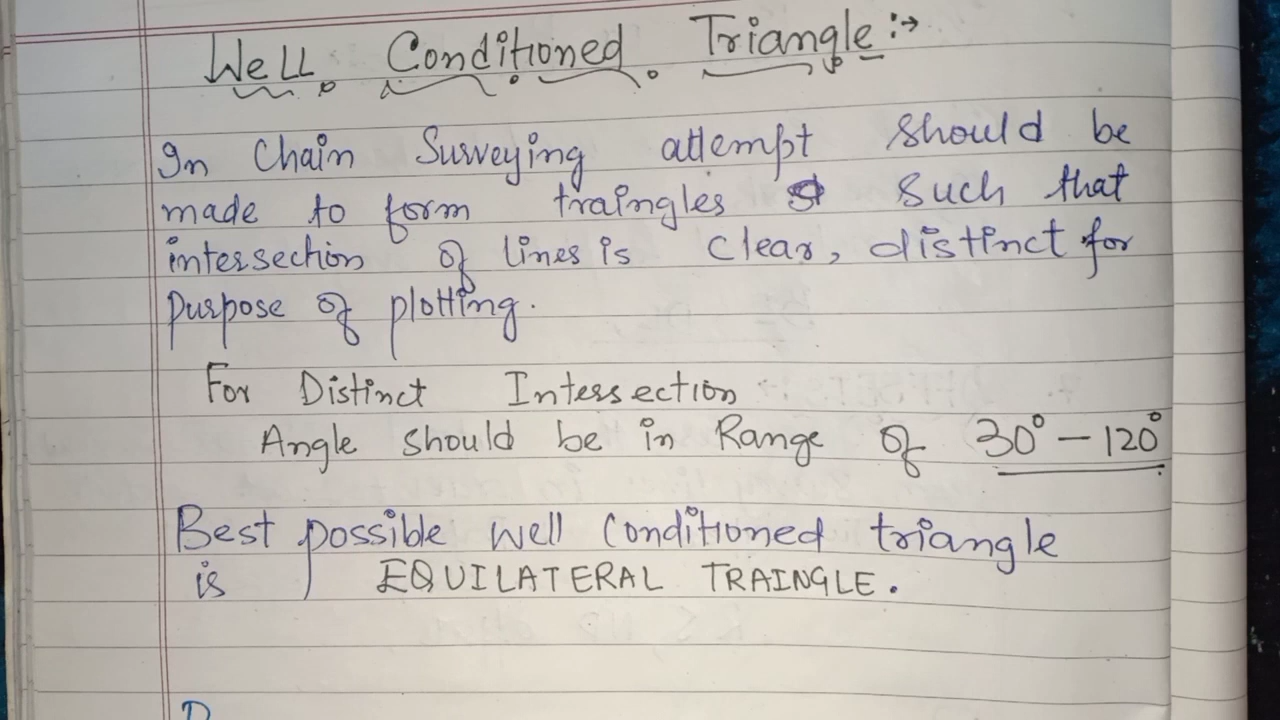 Well Conditioned Triangle :→
In Chain Surveying attempt should be
made to form traingles such that
intersection of lines is clear, distinct for
purpose of plotting.
For Distinct Intersection
Angle should be in Range of 30° – 120°
Best possible well conditioned triangle
is EQUILATERAL TRAINGLE.